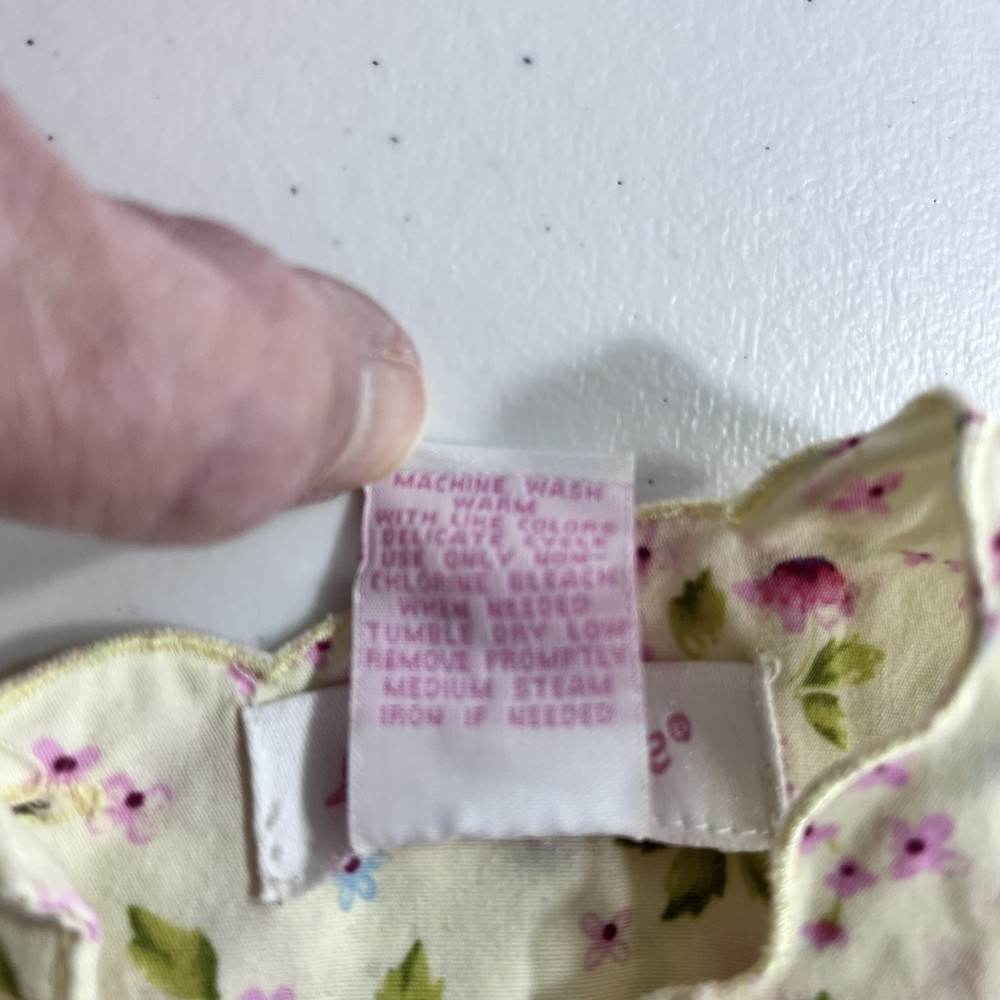 MACHINE WASH
WARM
WITH LIKE COLORS
DELICATE CYCLE
USE ONLY NON-
CHLORINE BLEACH
WHEN NEEDED
TUMBLE DRY LOW
REMOVE PROMPTLY
MEDIUM STEAM
IRON IF NEEDED
S®